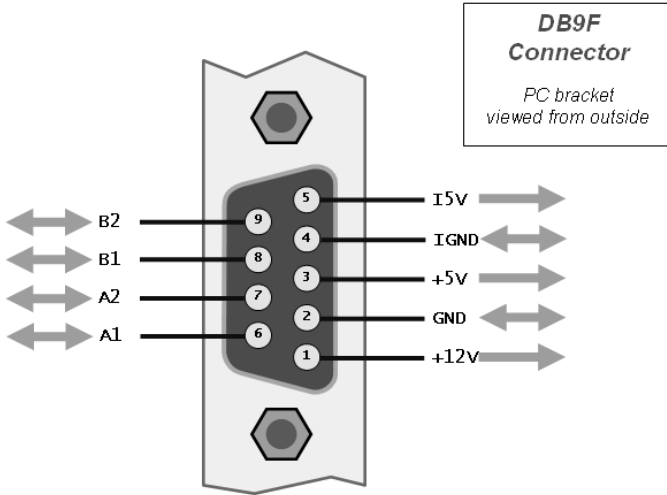 DB9F
Connector
PC bracket
viewed from outside
5 I5V
B2 9
4 IGND
B1 8
3 +5V
A2 7
2 GND
A1 6
1 +12V